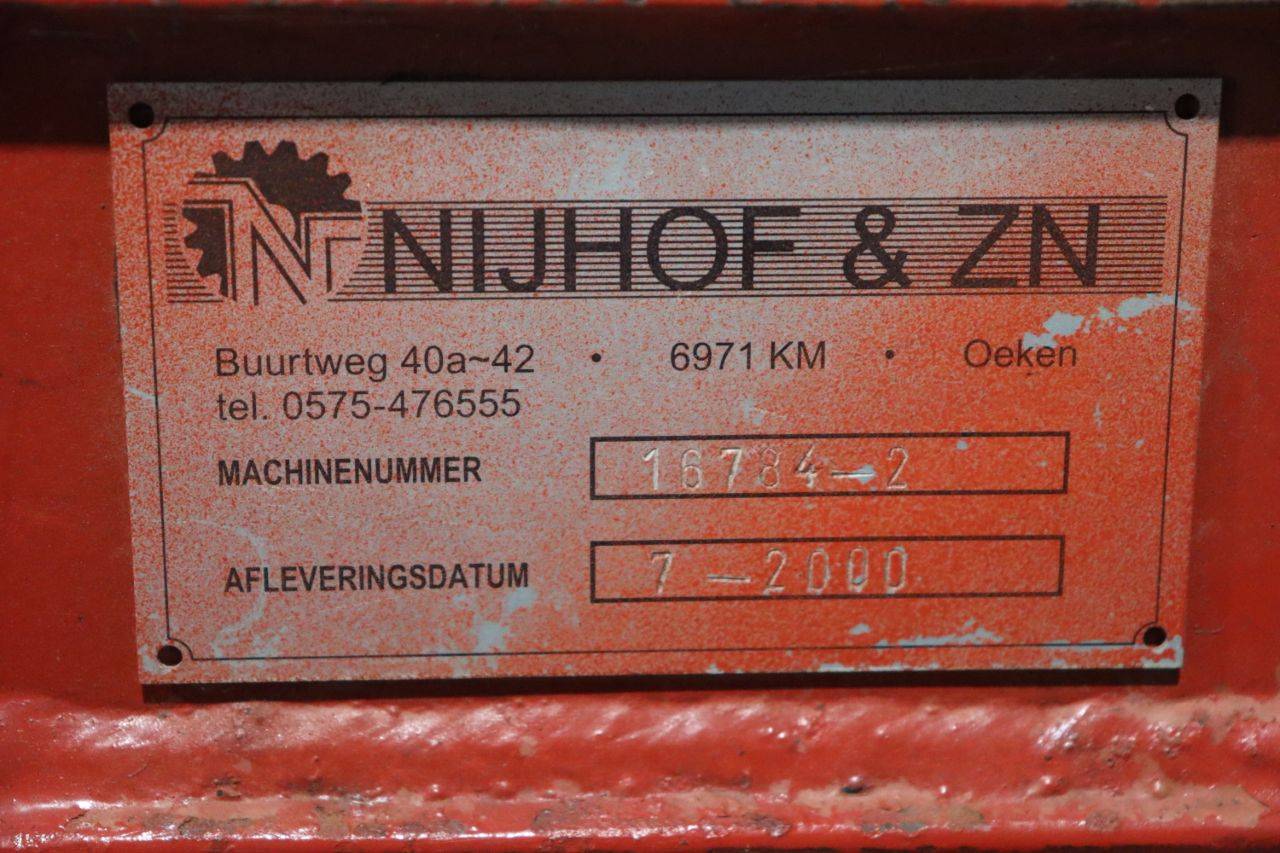 N NIJHOF & ZN
Buurtweg 40a~42 • 6971 KM • Oeken
tel. 0575-476555
MACHINENUMMER 16784-2
AFLEVERINGSDATUM 7-2000